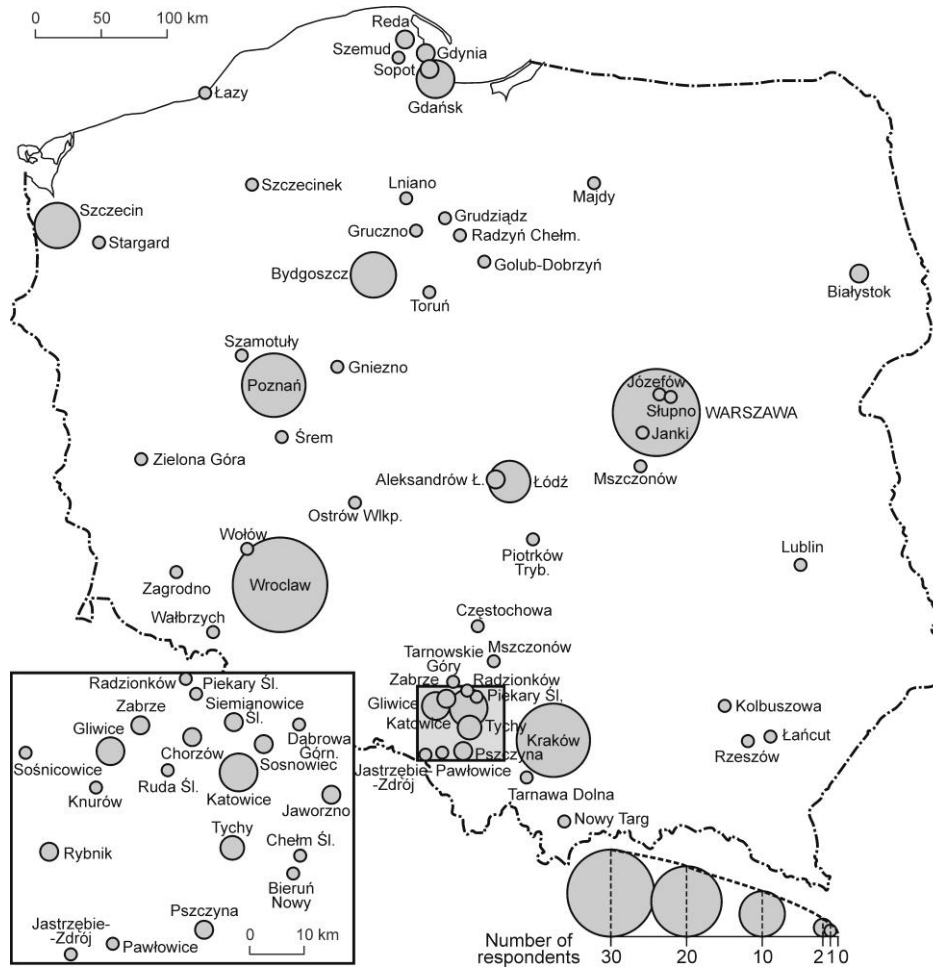 0 50 100 km
Reda
Szemud
Gdynia
Sopot
Gdańsk
Łazy
Szczecinek
Lniano
Majdy
Szczecin
Grudziądz
Gruczno
Radzyń Chełm.
Stargard
Golub-Dobrzyń
Bydgoszcz
Białystok
Toruń
Szamotuły
Gniezno
Poznań
Józefów
Słupno
WARSZAWA
Janki
Śrem
Zielona Góra
Mszczonów
Aleksandrów Ł.
Łódź
Ostrów Wlkp.
Wołów
Piotrków
Tryb.
Lublin
Wroclaw
Zagrodno
Wałbrzych
Częstochowa
Mszczonów
Tarnowskie
Góry
Radzionków
Zabrze
Piekary Śl.
Gliwice
Katowice
Tychy
Kraków
Kolbuszowa
Łańcut
Rzeszów
Pszczyna
Jastrzębie-
-Zdrój
Pawłowice
Tarnawa Dolna
Nowy Targ
Radzionków
Piekary Śl.
Zabrze
Siemianowice
Śl.
Gliwice
Chorzów
Dąbrowa
Górn.
Sosnowiec
Sośnicowice
Ruda Śl.
Katowice
Knurów
Jaworzno
Tychy
Chełm Śl.
Rybnik
Bieruń
Nowy
Pszczyna
Jastrzębie-
-Zdrój
Pawłowice
0 10 km
Number of
respondents
30 20 10 2 1 0